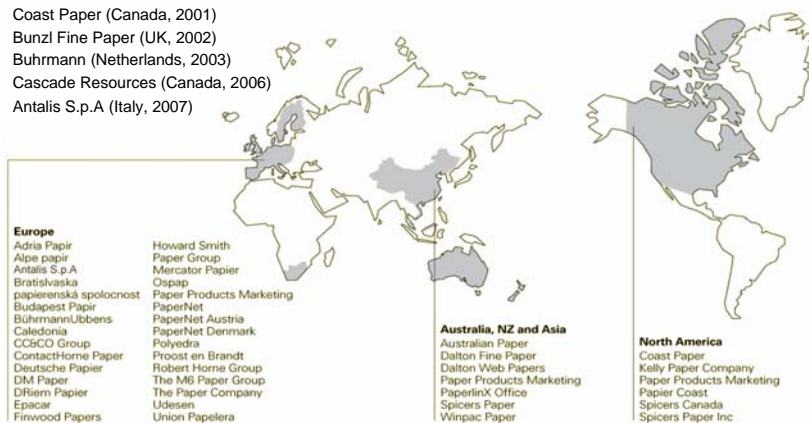 Coast Paper (Canada, 2001)
Bunzl Fine Paper (UK, 2002)
Buhrmann (Netherlands, 2003)
Cascade Resources (Canada, 2006)
Antalis S.p.A (Italy, 2007)
Europe
Adria Papir
Alpe papir
Antalis S.p.A
Bratislvaska
papierenská spolocnost
Budapest Papir
BührmannUbbens
Caledonia
CC&CO Group
ContactHorne Paper
Deutsche Papier
DM Paper
DRiem Papier
Epacar
Finwood Papers
Howard Smith
Paper Group
Mercator Papier
Ospap
Paper Products Marketing
PaperNet
PaperNet Austria
PaperNet Denmark
Polyedra
Proost en Brandt
Robert Horne Group
The M6 Paper Group
The Paper Company
Udesen
Union Papelera
Australia, NZ and Asia
Australian Paper
Dalton Fine Paper
Dalton Web Papers
Paper Products Marketing
PaperlinX Office
Spicers Paper
Winpac Paper
North America
Coast Paper
Kelly Paper Company
Paper Products Marketing
Papier Coast
Spicers Canada
Spicers Paper Inc